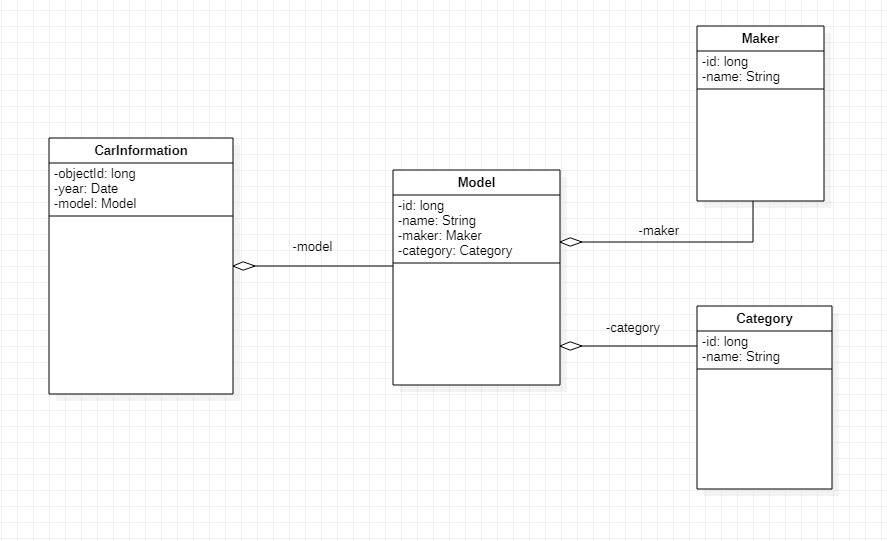 Maker
-id: long
-name: String
CarInformation
-objectId: long
-year: Date
-model: Model
Model
-id: long
-name: String
-maker: Maker
-category: Category
-model
-maker
-category
Category
-id: long
-name: String